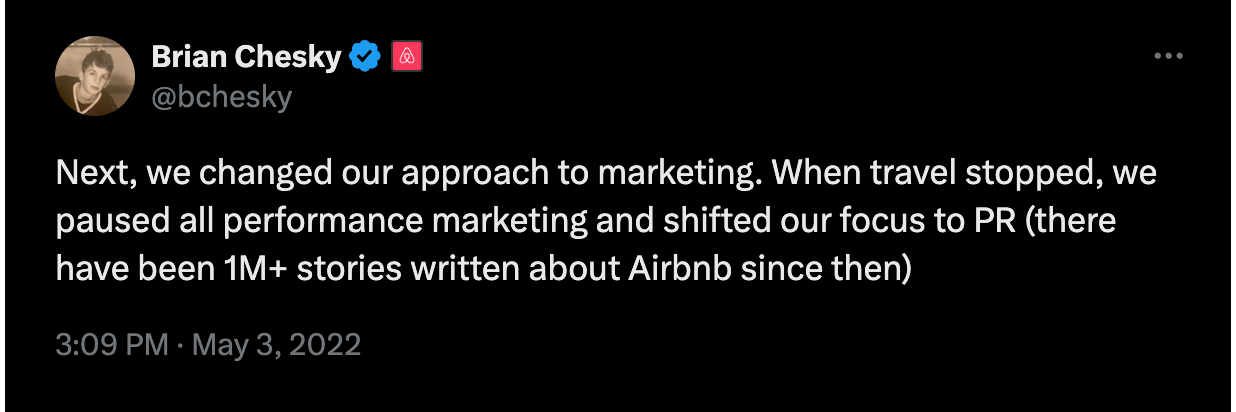 Brian Chesky
@bchesky
Next, we changed our approach to marketing. When travel stopped, we
paused all performance marketing and shifted our focus to PR (there
have been 1M+ stories written about Airbnb since then)
3:09 PM · May 3, 2022